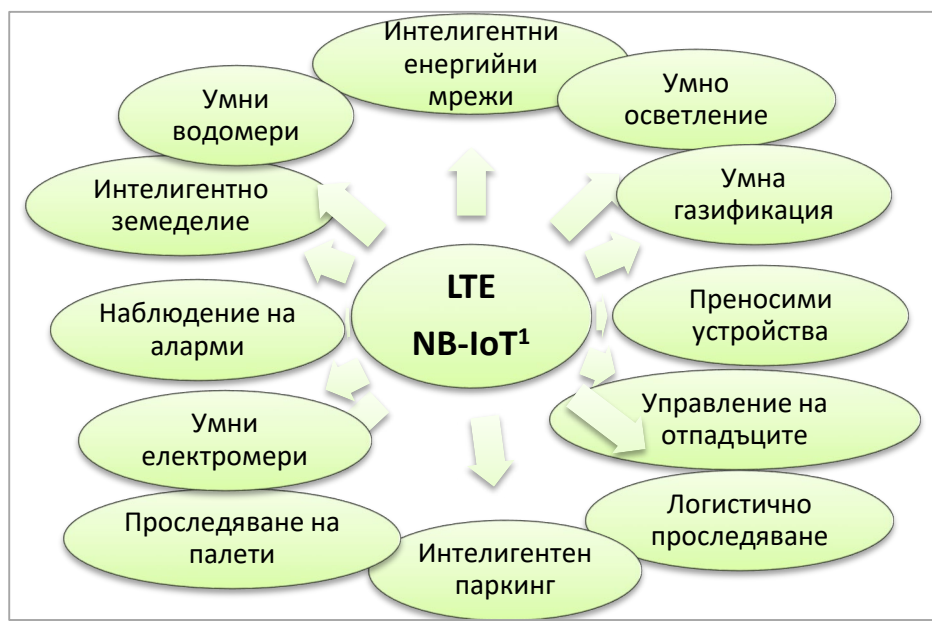 Интелигентни
енергийни
мрежи
Умно
осветление
Умна
газификация
Преносими
устройства
Управление на
отпадъците
Логистично
проследяване
Интелигентен
паркинг
Проследяване на
палети
Умни
електромери
Наблюдение на
аларми
Интелигентно
земеделие
Умни
водомери
LTE
NB-IoT¹